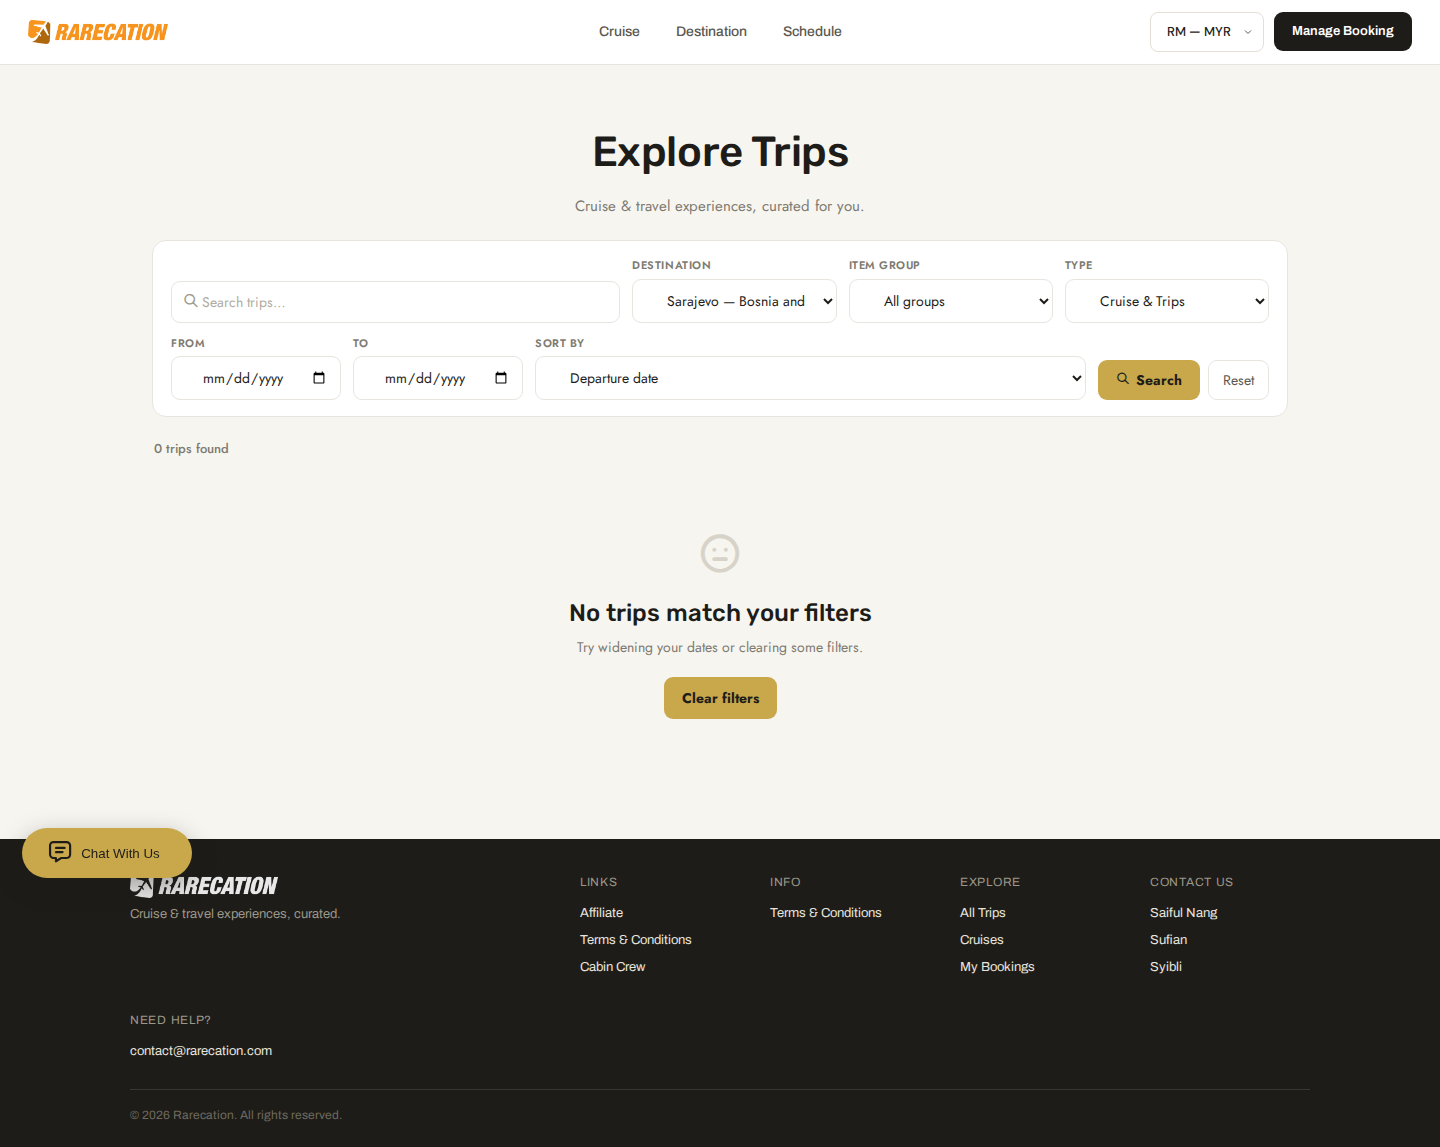 RARECATION
Cruise
Destination
Schedule
RM — MYR
Manage Booking
Explore Trips
Cruise & travel experiences, curated for you.
Search trips...
DESTINATION
Sarajevo — Bosnia and
ITEM GROUP
All groups
TYPE
Cruise & Trips
FROM
mm/dd/yyyy
TO
mm/dd/yyyy
SORT BY
Departure date
Search
Reset
0 trips found
No trips match your filters
Try widening your dates or clearing some filters.
Clear filters
Chat With Us
RARECATION
Cruise & travel experiences, curated.
LINKS
Affiliate
Terms & Conditions
Cabin Crew
INFO
Terms & Conditions
EXPLORE
All Trips
Cruises
My Bookings
CONTACT US
Saiful Nang
Sufian
Syibli
NEED HELP?
contact@rarecation.com
© 2026 Rarecation. All rights reserved.